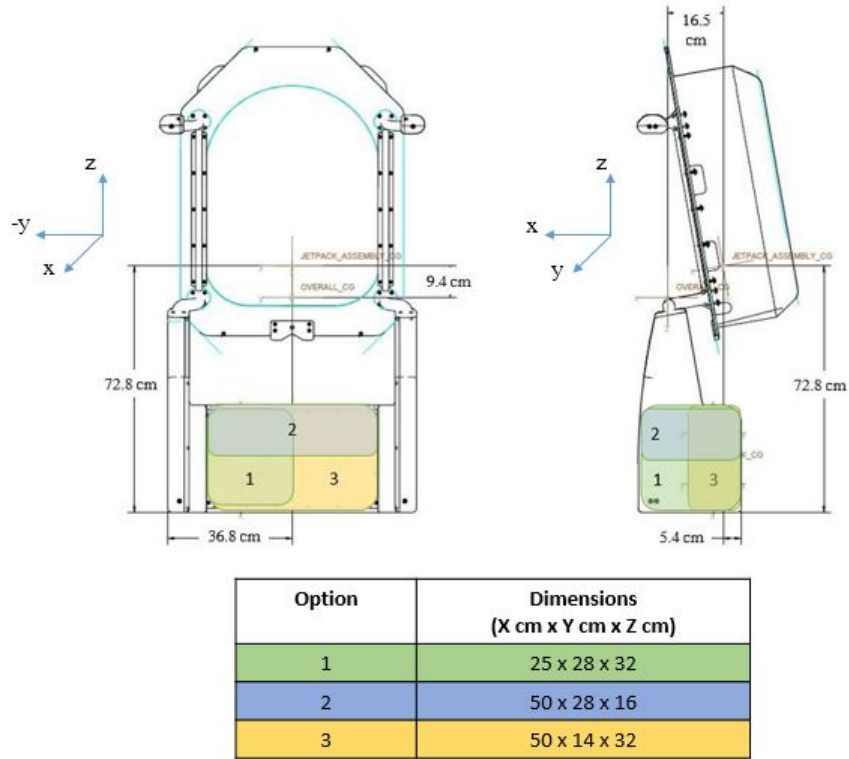 16.5
cm
z
-y
x
z
x
y
JETPACK_ASSEMBLY_CG
9.4 cm
OVERALL_CG
JETPACK_ASSEMBLY_CG
72.8 cm
72.8 cm
2
1
3
2
1
3
36.8 cm
5.4 cm
Option
Dimensions
(X cm x Y cm x Z cm)
1
25 x 28 x 32
2
50 x 28 x 16
3
50 x 14 x 32